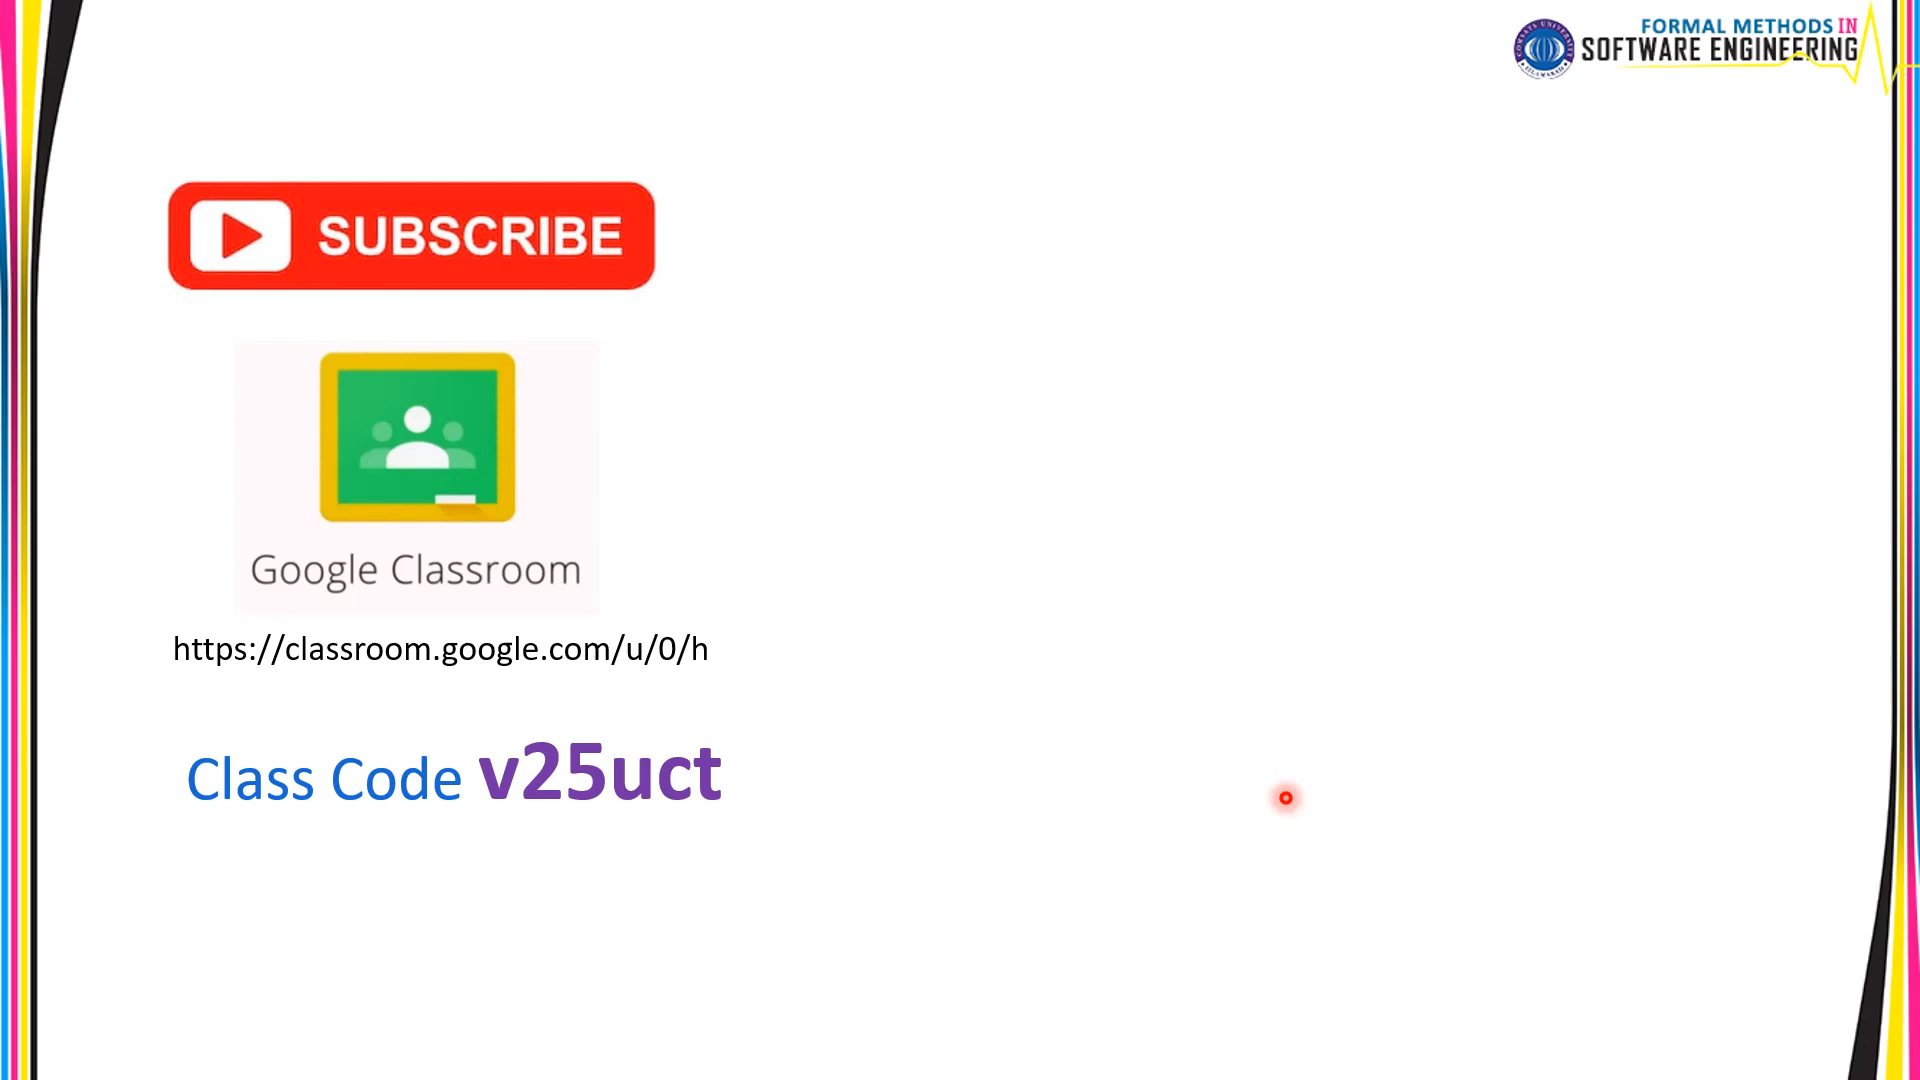 FORMAL METHODS IN
SOFTWARE ENGINEERING
SUBSCRIBE
Google Classroom
https://classroom.google.com/u/0/h
Class Code v25uct